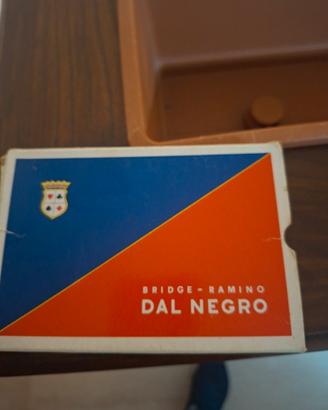 BRIDGE - RAMINO
DAL NEGRO